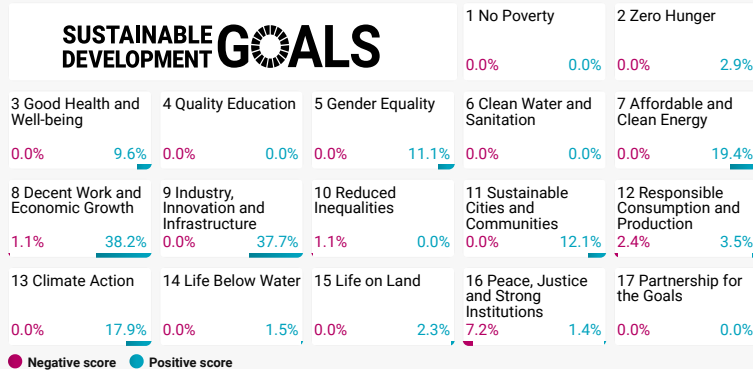 SUSTAINABLE
DEVELOPMENT
GOALS
1 No Poverty
0.0% 0.0%
2 Zero Hunger
0.0% 2.9%
3 Good Health and
Well-being
0.0% 9.6%
4 Quality Education
0.0% 0.0%
5 Gender Equality
0.0% 11.1%
6 Clean Water and
Sanitation
0.0% 0.0%
7 Affordable and
Clean Energy
0.0% 19.4%
8 Decent Work and
Economic Growth
1.1% 38.2%
9 Industry,
Innovation and
Infrastructure
0.0% 37.7%
10 Reduced
Inequalities
1.1% 0.0%
11 Sustainable
Cities and
Communities
0.0% 12.1%
12 Responsible
Consumption and
Production
2.4% 3.5%
13 Climate Action
0.0% 17.9%
14 Life Below Water
0.0% 1.5%
15 Life on Land
0.0% 2.3%
16 Peace, Justice
and Strong
Institutions
7.2% 1.4%
17 Partnership for
the Goals
0.0% 0.0%
Negative score Positive score